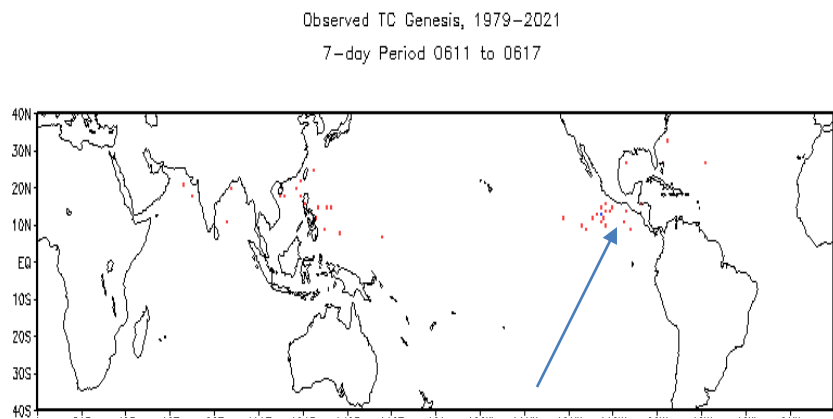 Observed TC Genesis, 1979-2021
7-day Period 0611 to 0617
40N
30N
20N
10N
EQ
10S
20S
30S
40S